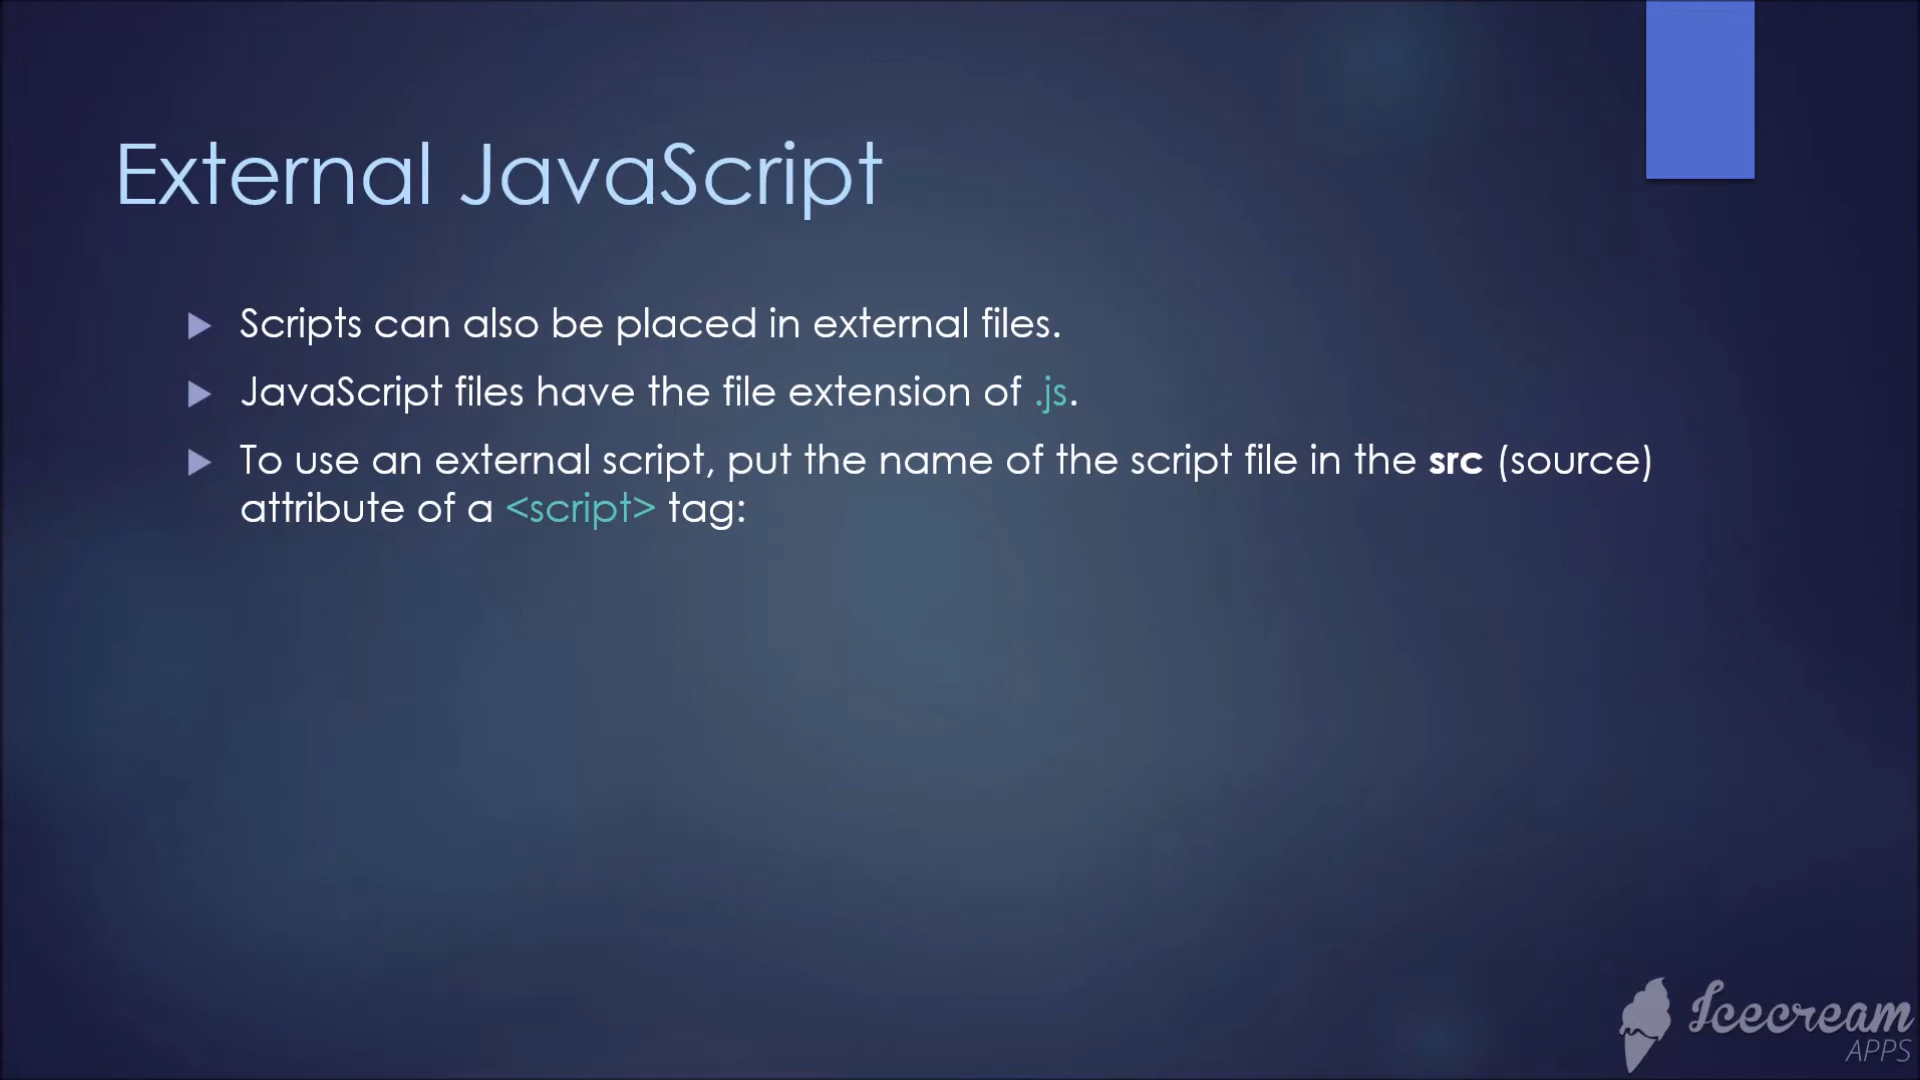 External JavaScript
Scripts can also be placed in external files.
JavaScript files have the file extension of .js.
To use an external script, put the name of the script file in the src (source)
attribute of a <script> tag:
Icecream
APPS